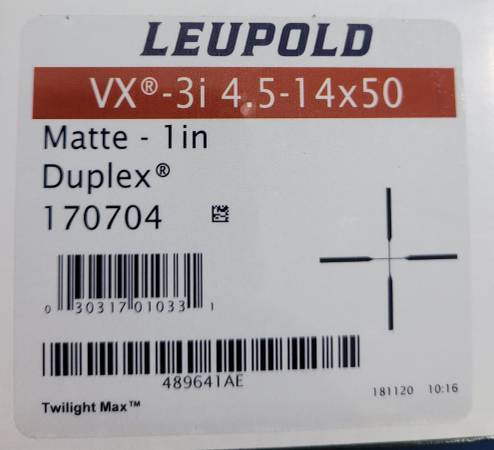 LEUPOLD
VX®-3i 4.5-14x50
Matte - 1in
Duplex®
170704
0 30317 01033 1
489641AE
181120 10:16
Twilight Max™